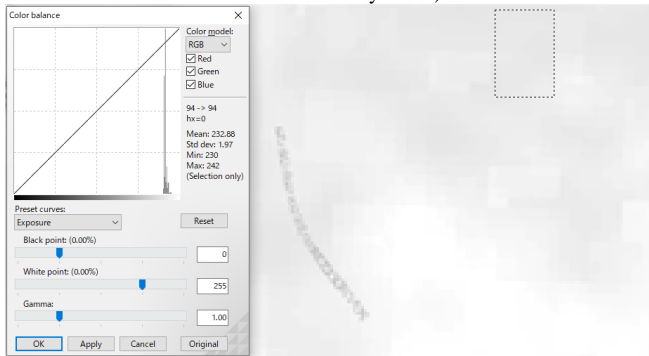 Color balance
Color model:
RGB
Red
Green
Blue
94 -> 94
hx=0
Mean: 232.88
Std dev: 1.97
Min: 230
Max: 242
(Selection only)
Preset curves:
Exposure
Reset
Black point: (0.00%)
0
White point: (0.00%)
255
Gamma:
1.00
OK Apply Cancel Original